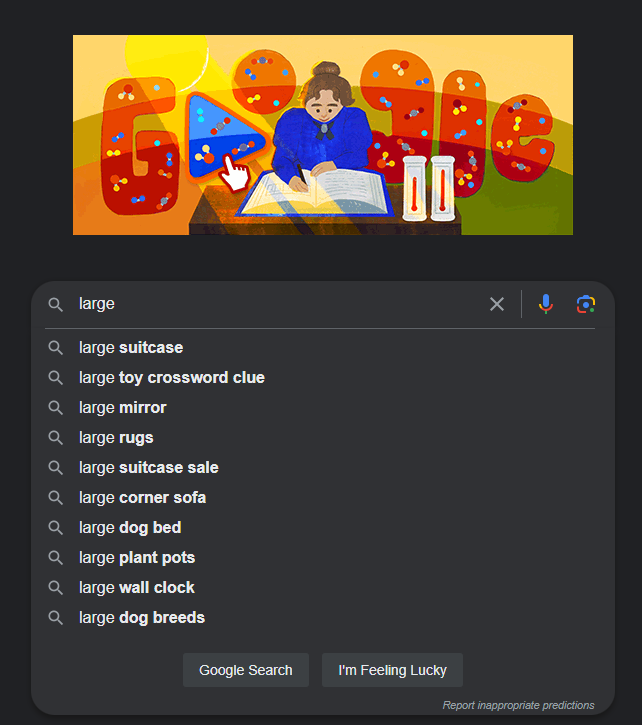 Google
large
large suitcase
large toy crossword clue
large mirror
large rugs
large suitcase sale
large corner sofa
large dog bed
large plant pots
large wall clock
large dog breeds
Google Search
I'm Feeling Lucky
Report inappropriate predictions